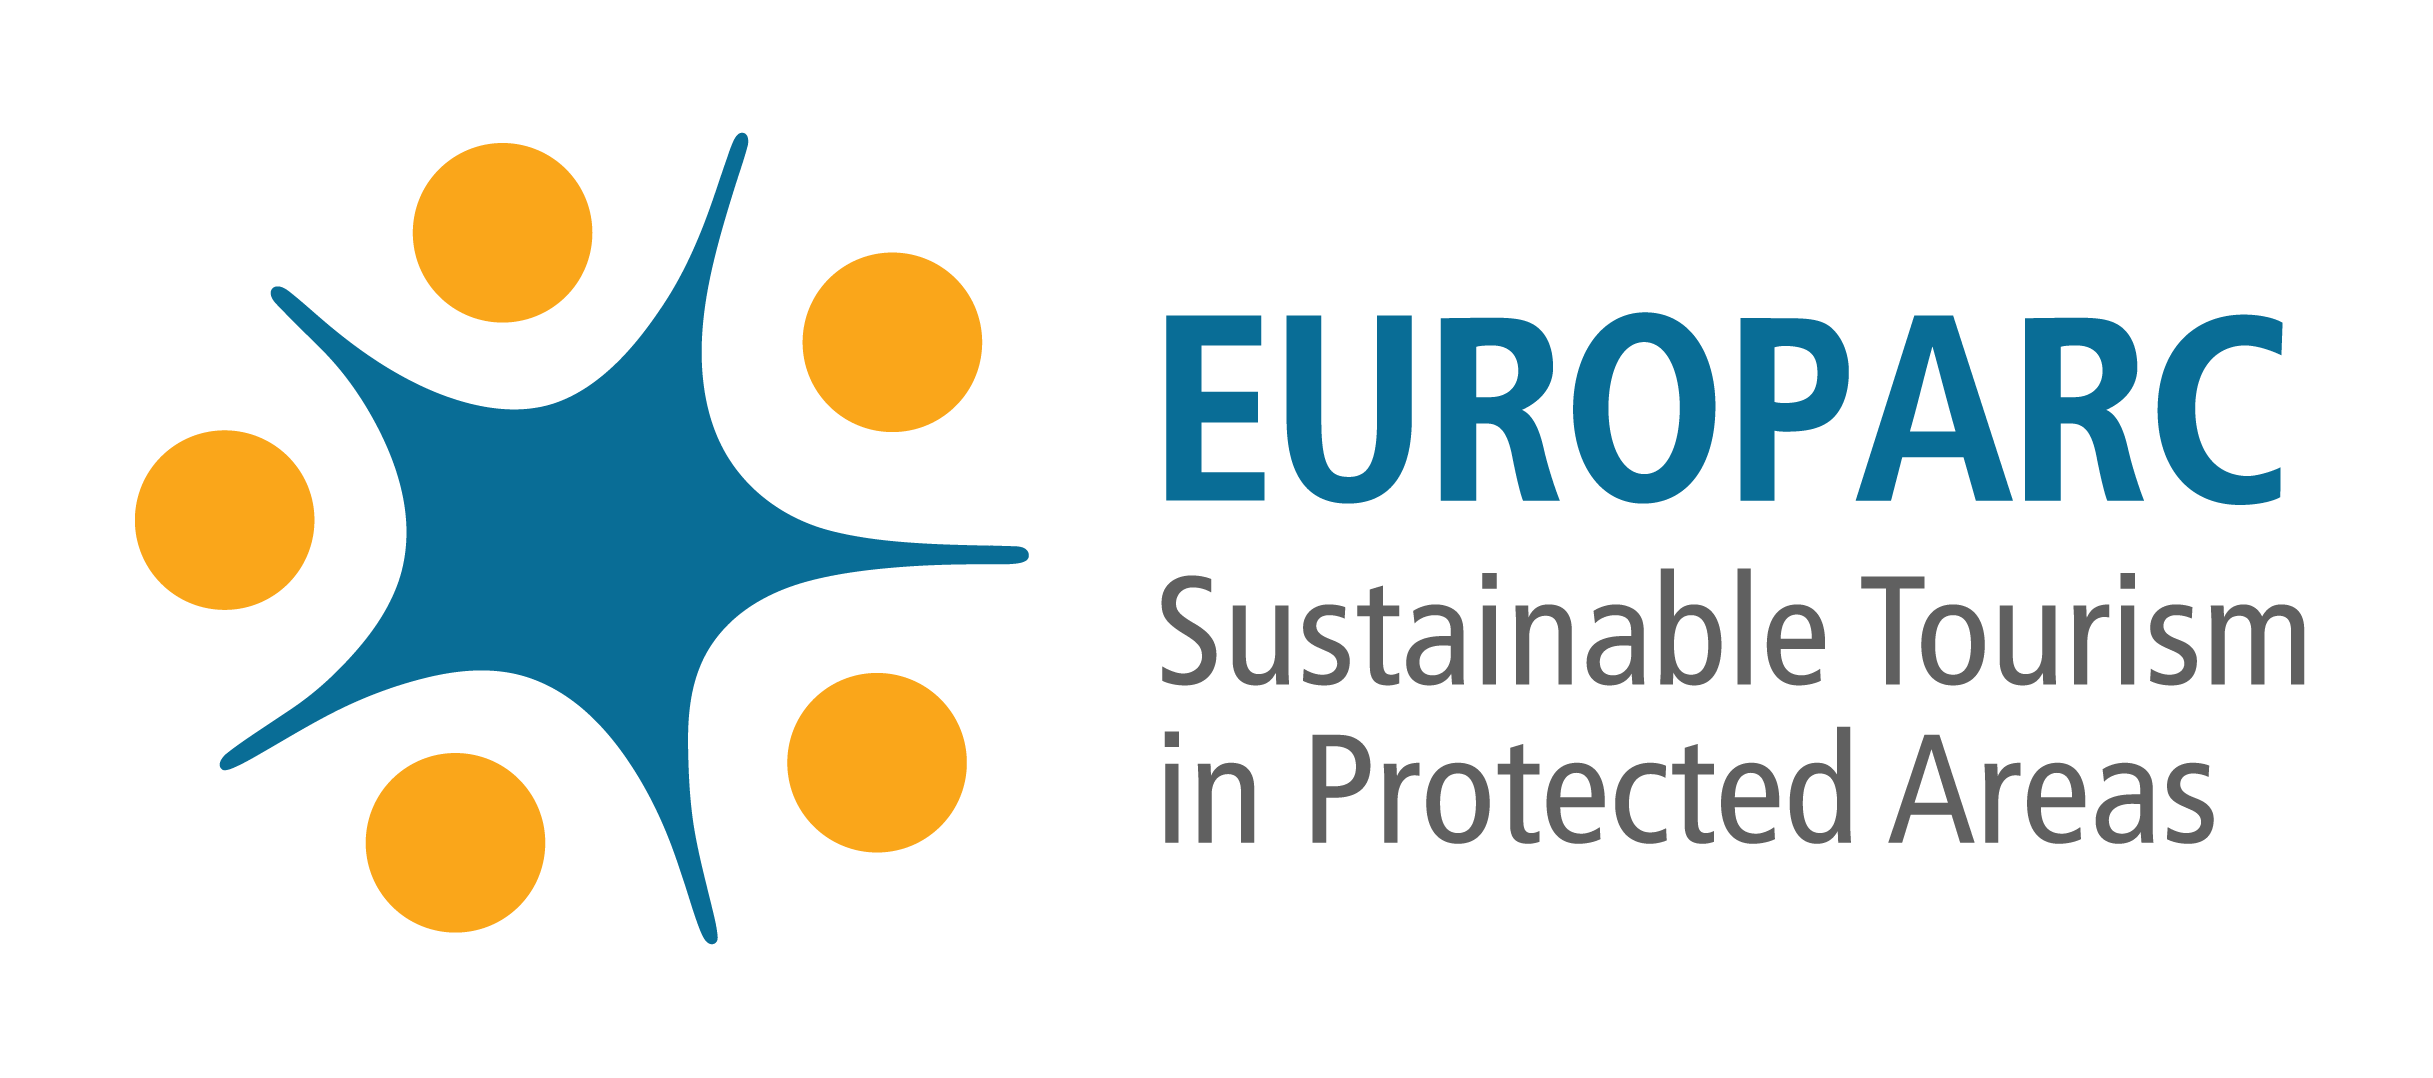 EUROPARC
Sustainable Tourism
in Protected Areas